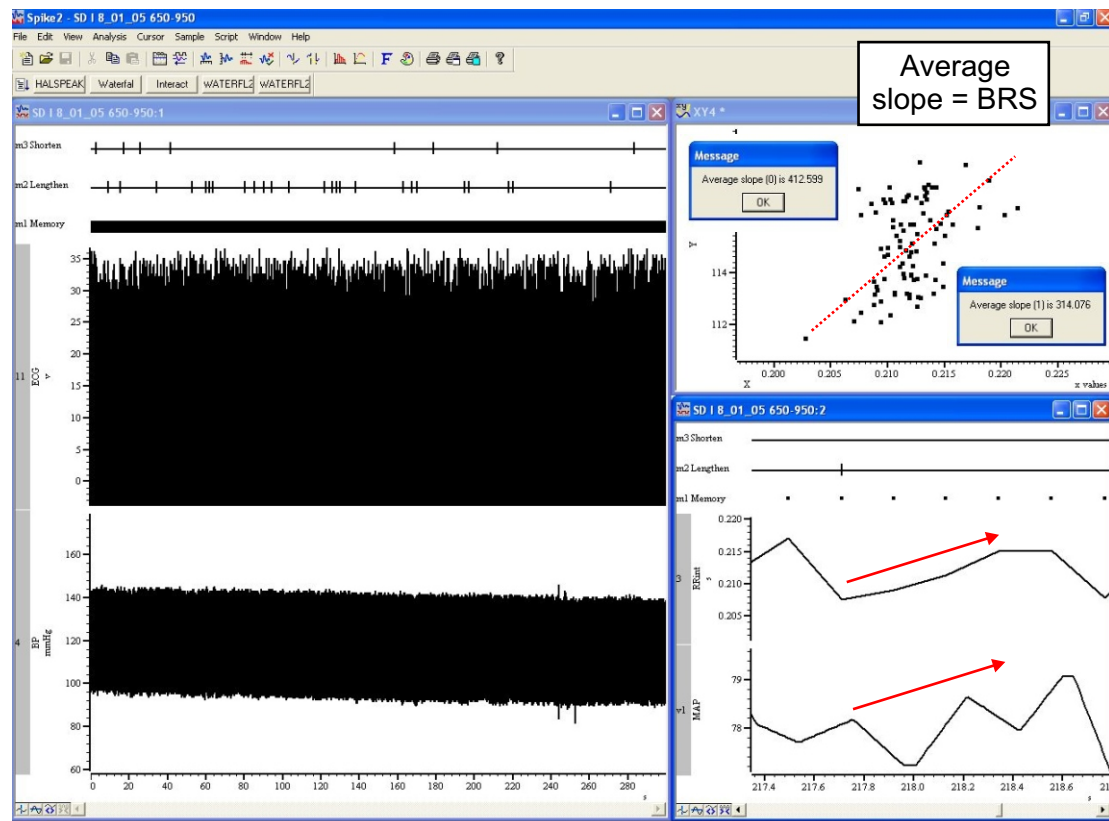 Spike2 - SD I 8_01_05 650-950
File Edit View Analysis Cursor Sample Script Window Help
HALSPEAK Waterfal Interact WATERFL2 WATERFL2
Average
slope = BRS
SD I 8_01_05 650-950:1
m3 Shorten
m2 Lengthen
m1 Memory
35
30
25
20
15
10
5
0
11 ECG v
160
140
120
100
80
60
4 BP mmHg
0 20 40 60 80 100 120 140 160 180 200 220 240 260 280
s
XY4 *
Message
Average slope (0) is 412.599
OK
Y
114
112
Message
Average slope (1) is 314.076
OK
0.200 0.205 0.210 0.215 0.220 0.225
X x values
SD I 8_01_05 650-950:2
m3 Shorten
m2 Lengthen
m1 Memory
0.220
0.215
0.210
0.205
3 RRint s
79
78
v1 MAP
217.4 217.6 217.8 218.0 218.2 218.4 218.6
s